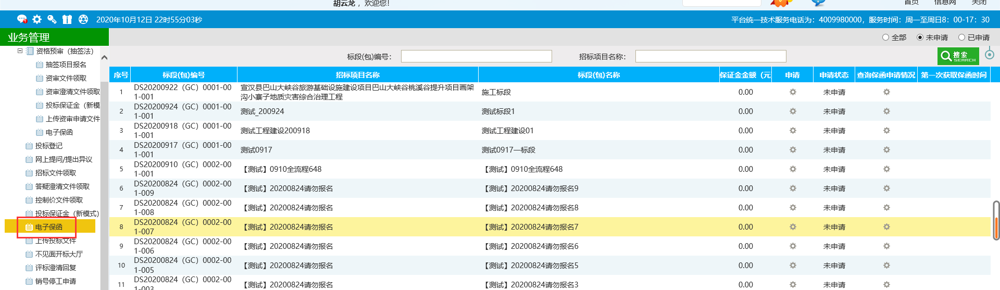 胡云龙 ，欢迎您！
首页 信息网 关闭
2020年10月12日 22时55分03秒
平台统一技术服务电话为：4009980000，服务时间：周一至周日8：00-17：30
业务管理
全部 未申请 已申请
资格预审（抽签法）
抽签项目报名
资审文件领取
资审澄清文件领取
投标保证金（新模
上传资审申请文件
电子保函
投标登记
网上提问/提出异议
招标文件领取
答疑澄清文件领取
控制价文件领取
投标保证金（新模式）
电子保函
上传投标文件
不见面开标大厅
评标澄清回复
销号停工申请
标段(包)编号： 招标项目名称： 搜索
SEARCH
序号 标段(包)编号 招标项目名称 标段(包)名称 保证金金额（元 申请 申请状态 查询保函申请情况 第一次获取保函时间
1 DS20200922（GC）0001-00
1-001 宣汉县巴山大峡谷旅游基础设施建设项目巴山大峡谷桃溪谷提升项目画架
沟小寨子地质灾害综合治理工程 施工标段 0.00 未申请
2 DS20200924（GC）0001-00
1-001 测试_200924 测试标段1 0.00 未申请
3 DS20200918（GC）0001-00
1-001 测试工程建设200918 测试工程建设01 0.00 未申请
4 DS20200917（GC）0001-00
1-001 测试0917 测试0917一标段 0.00 未申请
5 DS20200910（GC）0002-00
1-001 【测试】0910全流程648 【测试】0910全流程648 0.00 未申请
6 DS20200824（GC）0002-00
1-009 【测试】20200824请勿报名 【测试】20200824请勿报名9 0.00 未申请
7 DS20200824（GC）0002-00
1-008 【测试】20200824请勿报名 【测试】20200824请勿报名8 0.00 未申请
8 DS20200824（GC）0002-00
1-007 【测试】20200824请勿报名 【测试】20200824请勿报名7 0.00 未申请
9 DS20200824（GC）0002-00
1-006 【测试】20200824请勿报名 【测试】20200824请勿报名6 0.00 未申请
10 DS20200824（GC）0002-00
1-005 【测试】20200824请勿报名 【测试】20200824请勿报名5 0.00 未申请
11 DS20200824（GC）0002-00
1-003 【测试】20200824请勿报名 【测试】20200824请勿报名3 0.00 未申请